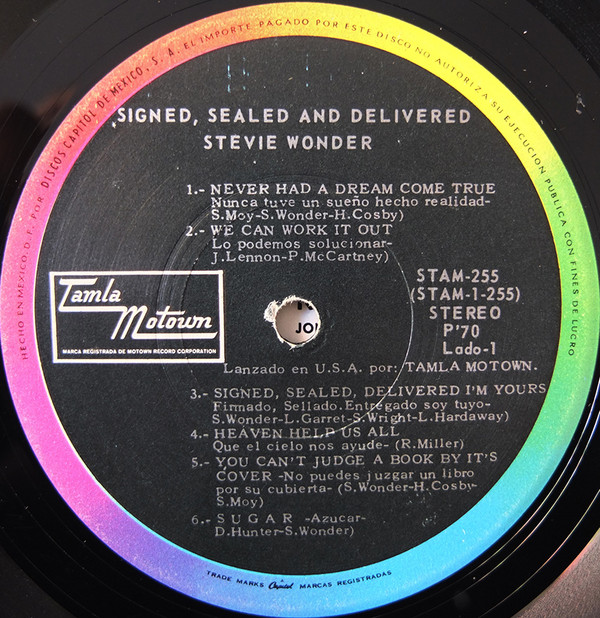 HECHO EN MEXICO, D. F. POR DISCOS CAPITOL DE MEXICO, S. A. EL IMPORTE PAGADO POR ESTE DISCO NO AUTORIZA SU EJECUCION PUBLICA CON FINES DE LUCRO
SIGNED, SEALED AND DELIVERED
STEVIE WONDER
1.- NEVER HAD A DREAM COME TRUE
Nunca tuve un sueño hecho realidad-
S.Moy-S.Wonder-H.Cosby)
2.- WE CAN WORK IT OUT
Lo podemos solucionar-
J.Lennon-P.McCartney)
Tamla
Motown
MARCA REGISTRADA DE MOTOWN RECORD CORPORATION
STAM-255
(STAM-1-255)
STEREO
P'70
Lado-1
JO
Lanzado en U.S.A. por: TAMLA MOTOWN.
3.- SIGNED, SEALED, DELIVERED I'M YOURS
Firmado, Sellado.Entregado soy tuyo-
S.Wonder-L.Garret-S.Wright-L.Hardaway)
4.- HEAVEN HELP US ALL
Que el cielo nos ayude- (R.Miller)
5.- YOU CAN'T JUDGE A BOOK BY IT'S
COVER -No puedes juzgar un libro
por su cubierta- (S.Wonder-H.Cosby-
S.Moy)
6.- S U G A R -Azucar-
D.Hunter-S.Wonder)
TRADE MARKS Capitol MARCAS REGISTRADAS